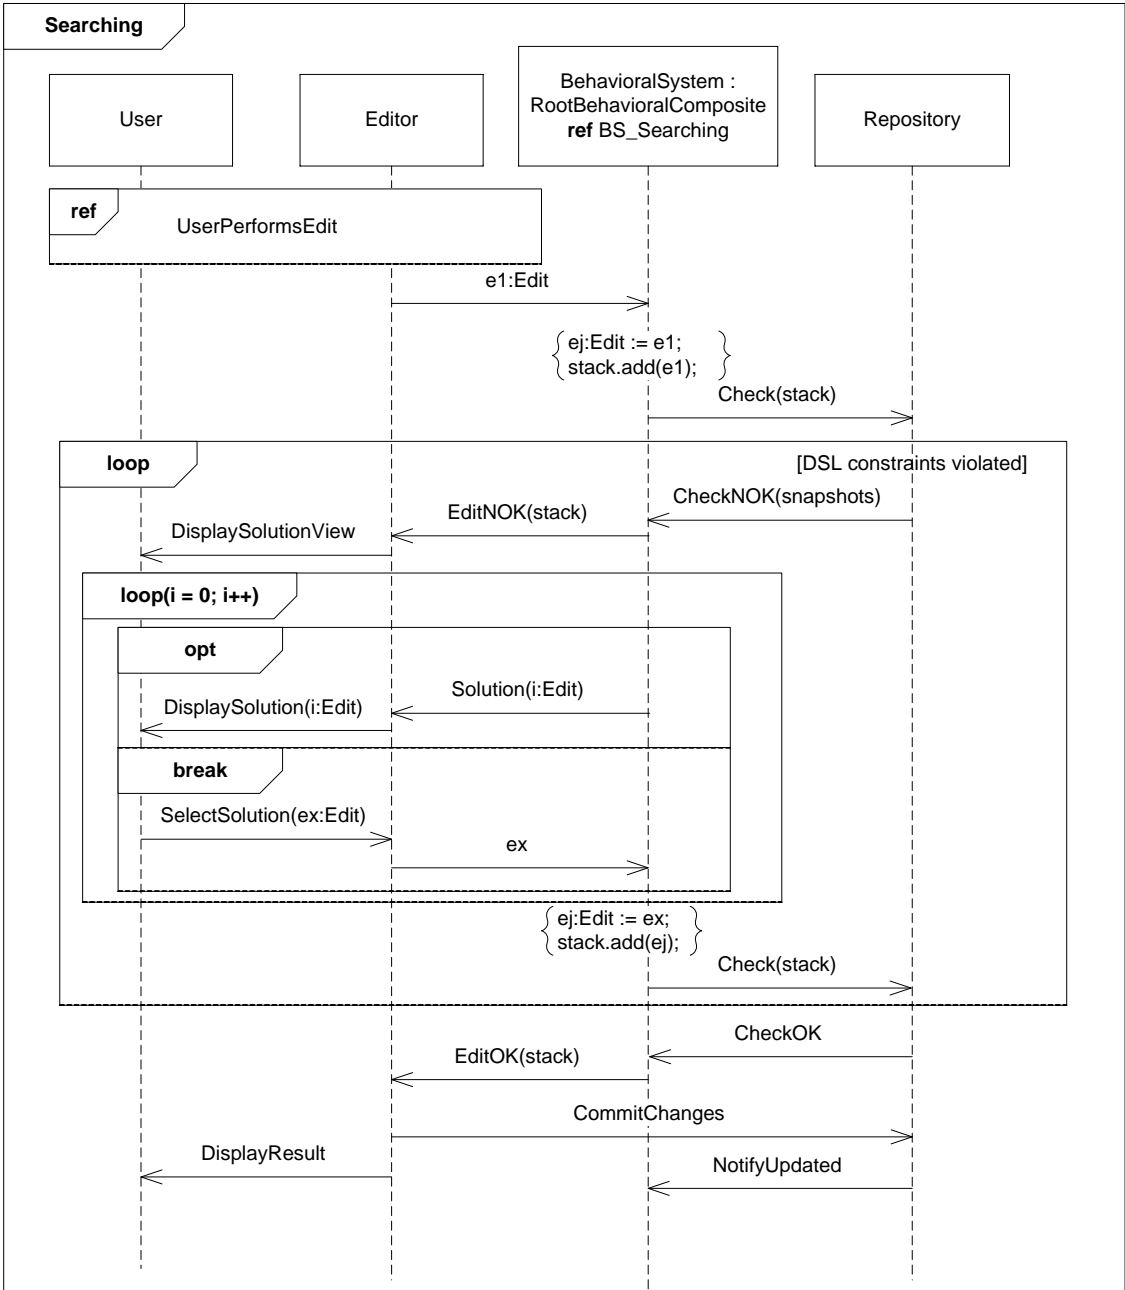 Searching
User
Editor
BehavioralSystem :
RootBehavioralComposite
ref BS_Searching
Repository
ref
UserPerformsEdit
e1:Edit
ej:Edit := e1;
stack.add(e1);
Check(stack)
loop
[DSL constraints violated]
CheckNOK(snapshots)
EditNOK(stack)
DisplaySolutionView
loop(i = 0; i++)
opt
Solution(i:Edit)
DisplaySolution(i:Edit)
break
SelectSolution(ex:Edit)
ex
ej:Edit := ex;
stack.add(ej);
Check(stack)
CheckOK
EditOK(stack)
CommitChanges
DisplayResult
NotifyUpdated